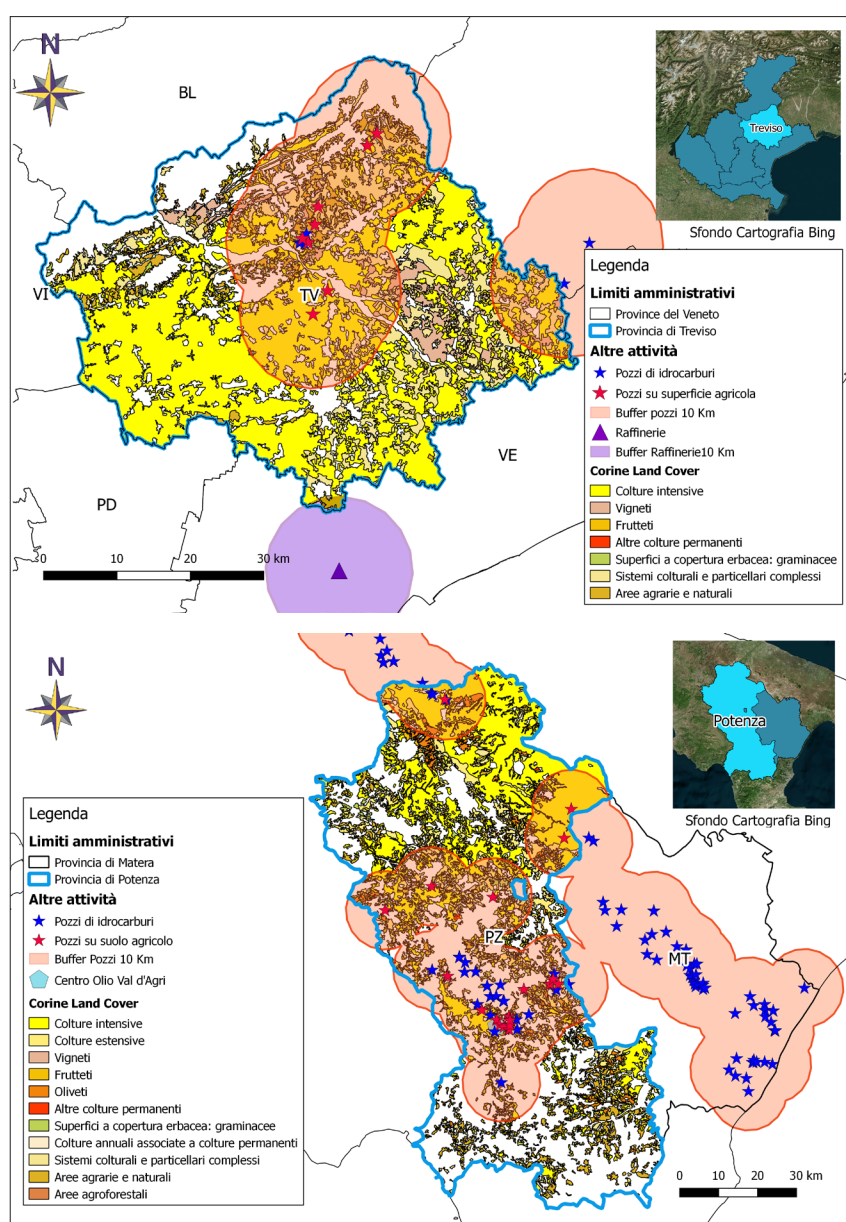 N
BL
VI
TV
PD
VE
0 10 20 30 km
Treviso
Sfondo Cartografia Bing
Legenda
Limiti amministrativi
Province del Veneto
Provincia di Treviso
Altre attività
Pozzi di idrocarburi
Pozzi su superficie agricola
Buffer pozzi 10 Km
Raffinerie
Buffer Raffinerie10 Km
Corine Land Cover
Colture intensive
Vigneti
Frutteti
Altre colture permanenti
Superfici a copertura erbacea: graminacee
Sistemi colturali e particellari complessi
Aree agrarie e naturali
N
Potenza
Sfondo Cartografia Bing
Legenda
Limiti amministrativi
Provincia di Matera
Provincia di Potenza
Altre attività
Pozzi di idrocarburi
Pozzi su suolo agricolo
Buffer Pozzi 10 Km
Centro Olio Val d'Agri
Corine Land Cover
Colture intensive
Colture estensive
Vigneti
Frutteti
Oliveti
Altre colture permanenti
Superfici a copertura erbacea: graminacee
Colture annuali associate a colture permanenti
Sistemi colturali e particellari complessi
Aree agrarie e naturali
Aree agroforestali
PZ
MT
0 10 20 30 km